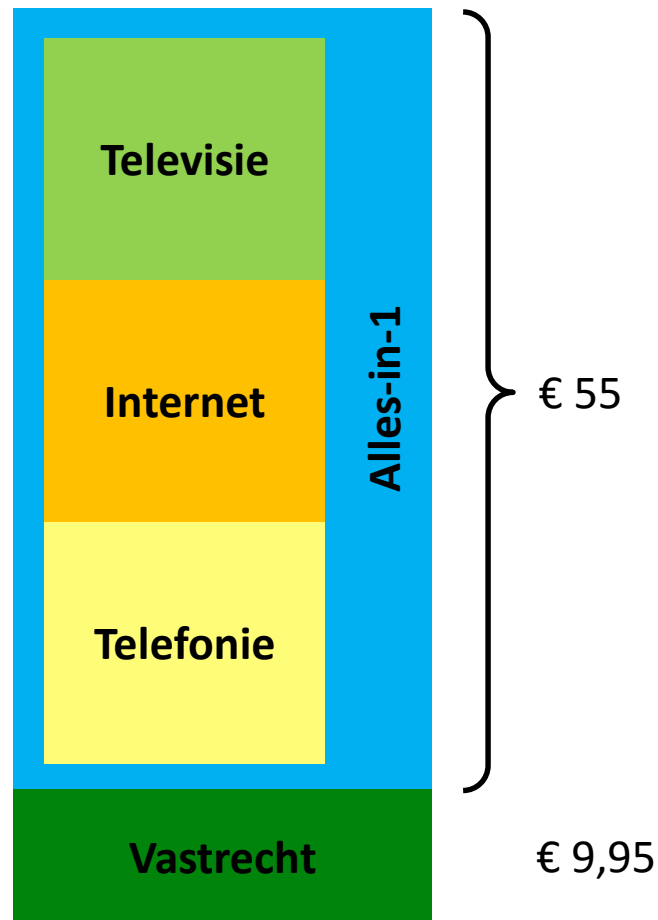 Televisie
Internet
Telefonie
Alles-in-1
€ 55
Vastrecht
€ 9,95